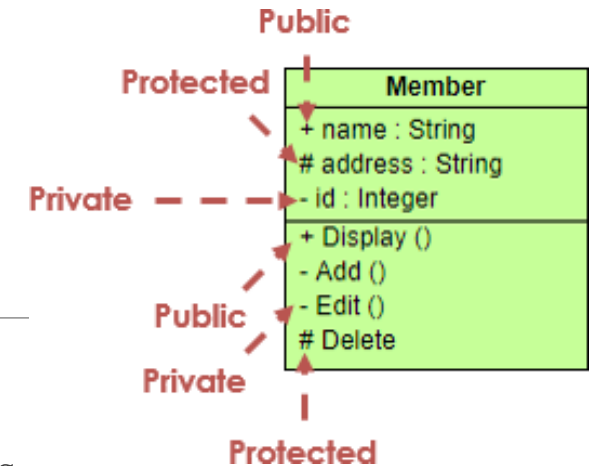 Public
Protected
Member
+ name : String
# address : String
Private
- id : Integer
+ Display ()
- Add ()
Public
- Edit ()
# Delete
Private
Protected